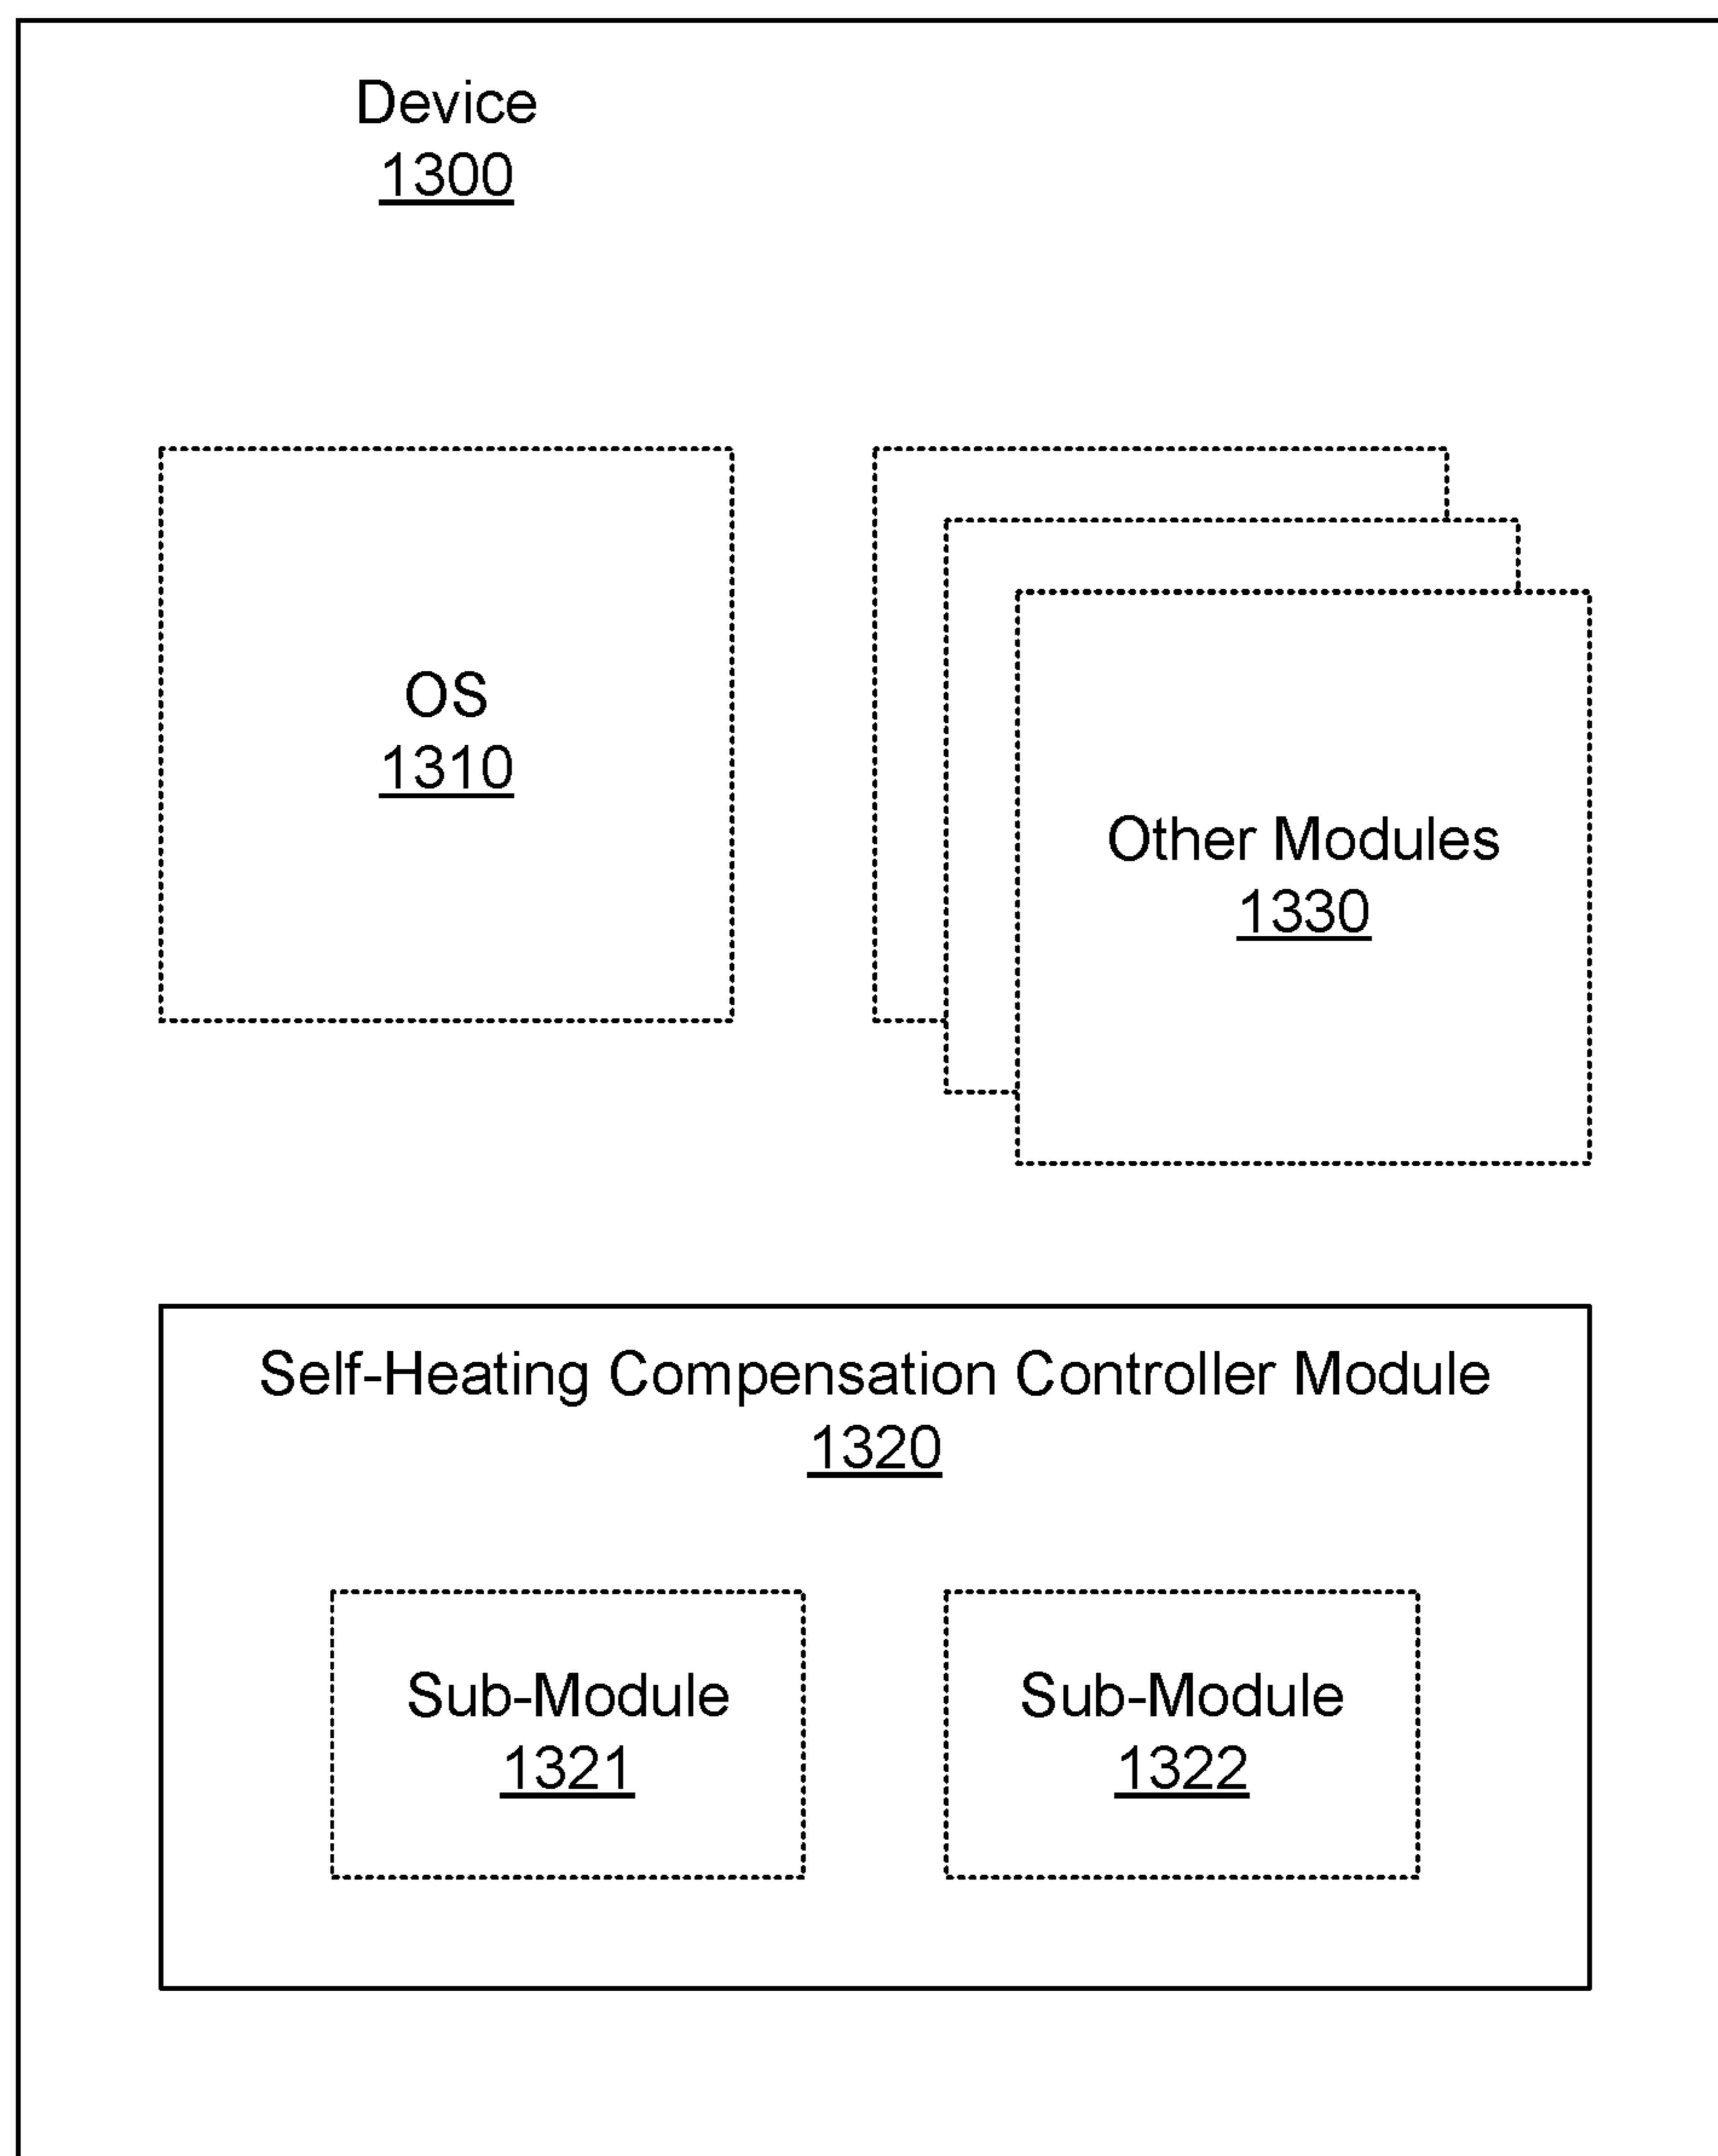 Device
1300
OS
1310
Other Modules
1330
Self-Heating Compensation Controller Module
1320
Sub-Module
1321
Sub-Module
1322